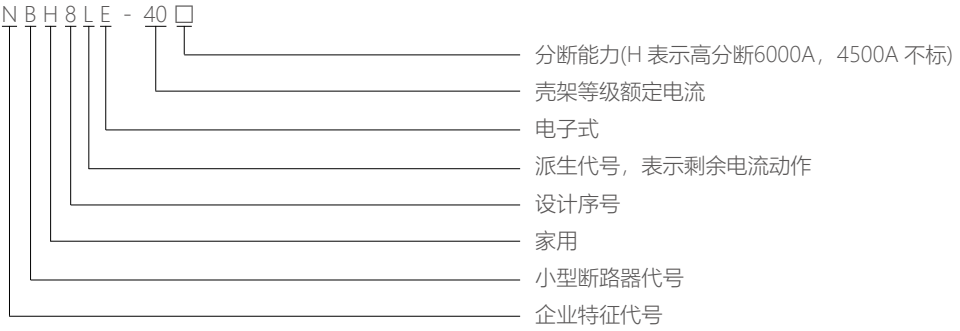 NBH8LE-40□
分断能力(H 表示高分断6000A，4500A 不标)
壳架等级额定电流
电子式
派生代号，表示剩余电流动作
设计序号
家用
小型断路器代号
企业特征代号